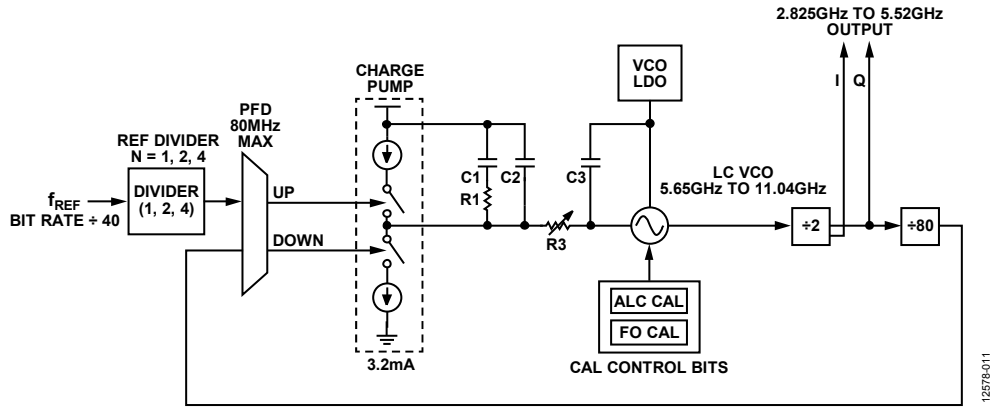 2.825GHz TO 5.52GHz
OUTPUT
I
Q
VCO
LDO
CHARGE
PUMP
PFD
80MHz
MAX
REF DIVIDER
N = 1, 2, 4
DIVIDER
(1, 2, 4)
fREF
BIT RATE ÷ 40
UP
DOWN
C1
R1
C2
C3
R3
LC VCO
5.65GHz TO 11.04GHz
÷2
÷80
ALC CAL
FO CAL
CAL CONTROL BITS
3.2mA
12578-011